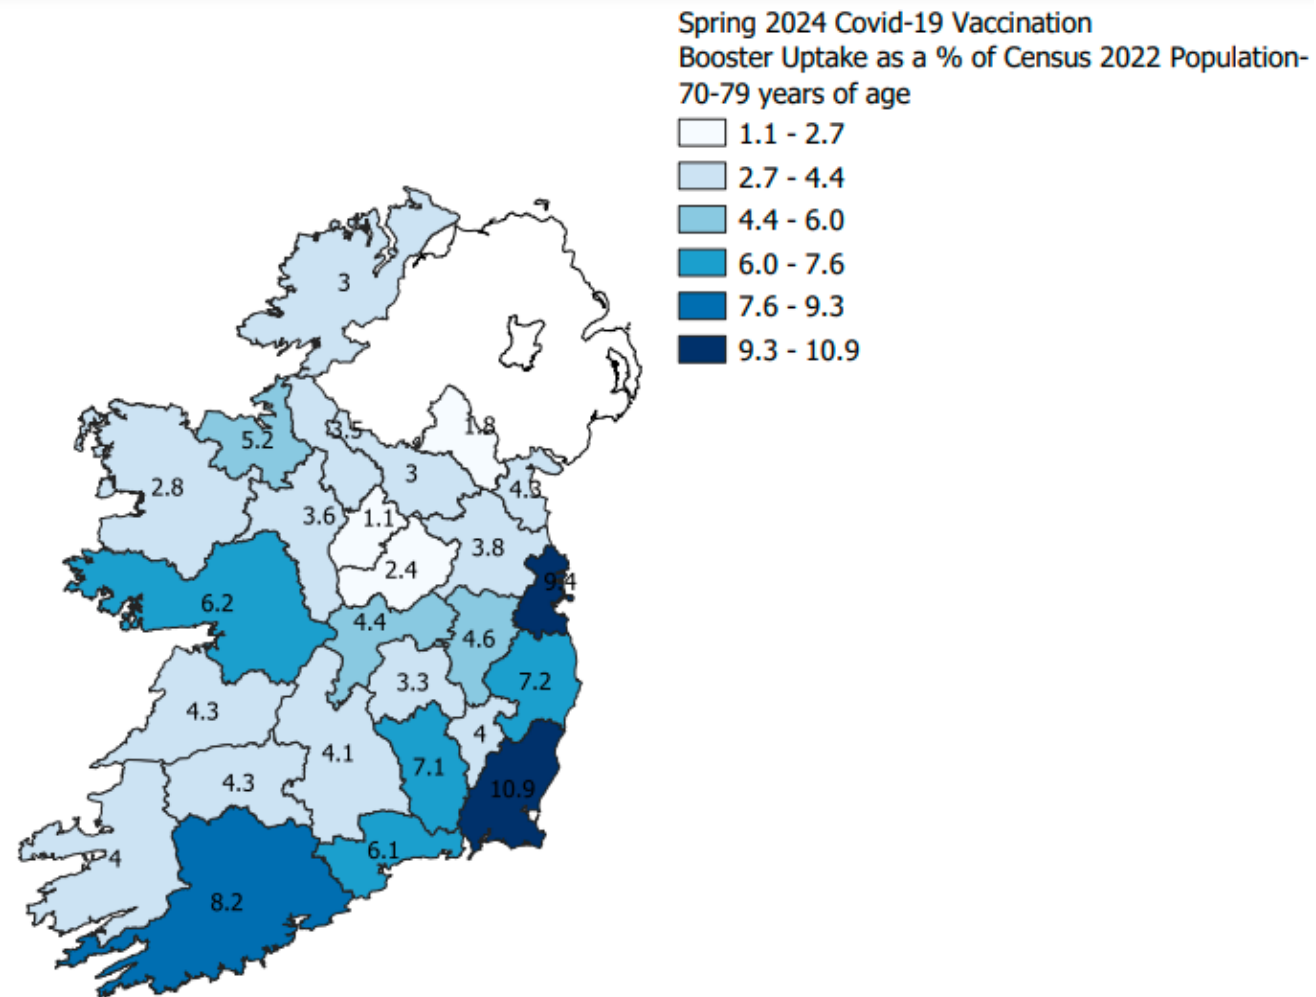 Spring 2024 Covid-19 Vaccination
Booster Uptake as a % of Census 2022 Population-
70-79 years of age
1.1 - 2.7
2.7 - 4.4
4.4 - 6.0
6.0 - 7.6
7.6 - 9.3
9.3 - 10.9
3
1.8
3.5
5.2
3
2.8
4.3
3.6
1.1
3.8
2.4
9.4
6.2
4.4
4.6
3.3
7.2
4.3
4
4.1
7.1
4.3
10.9
6.1
4
8.2